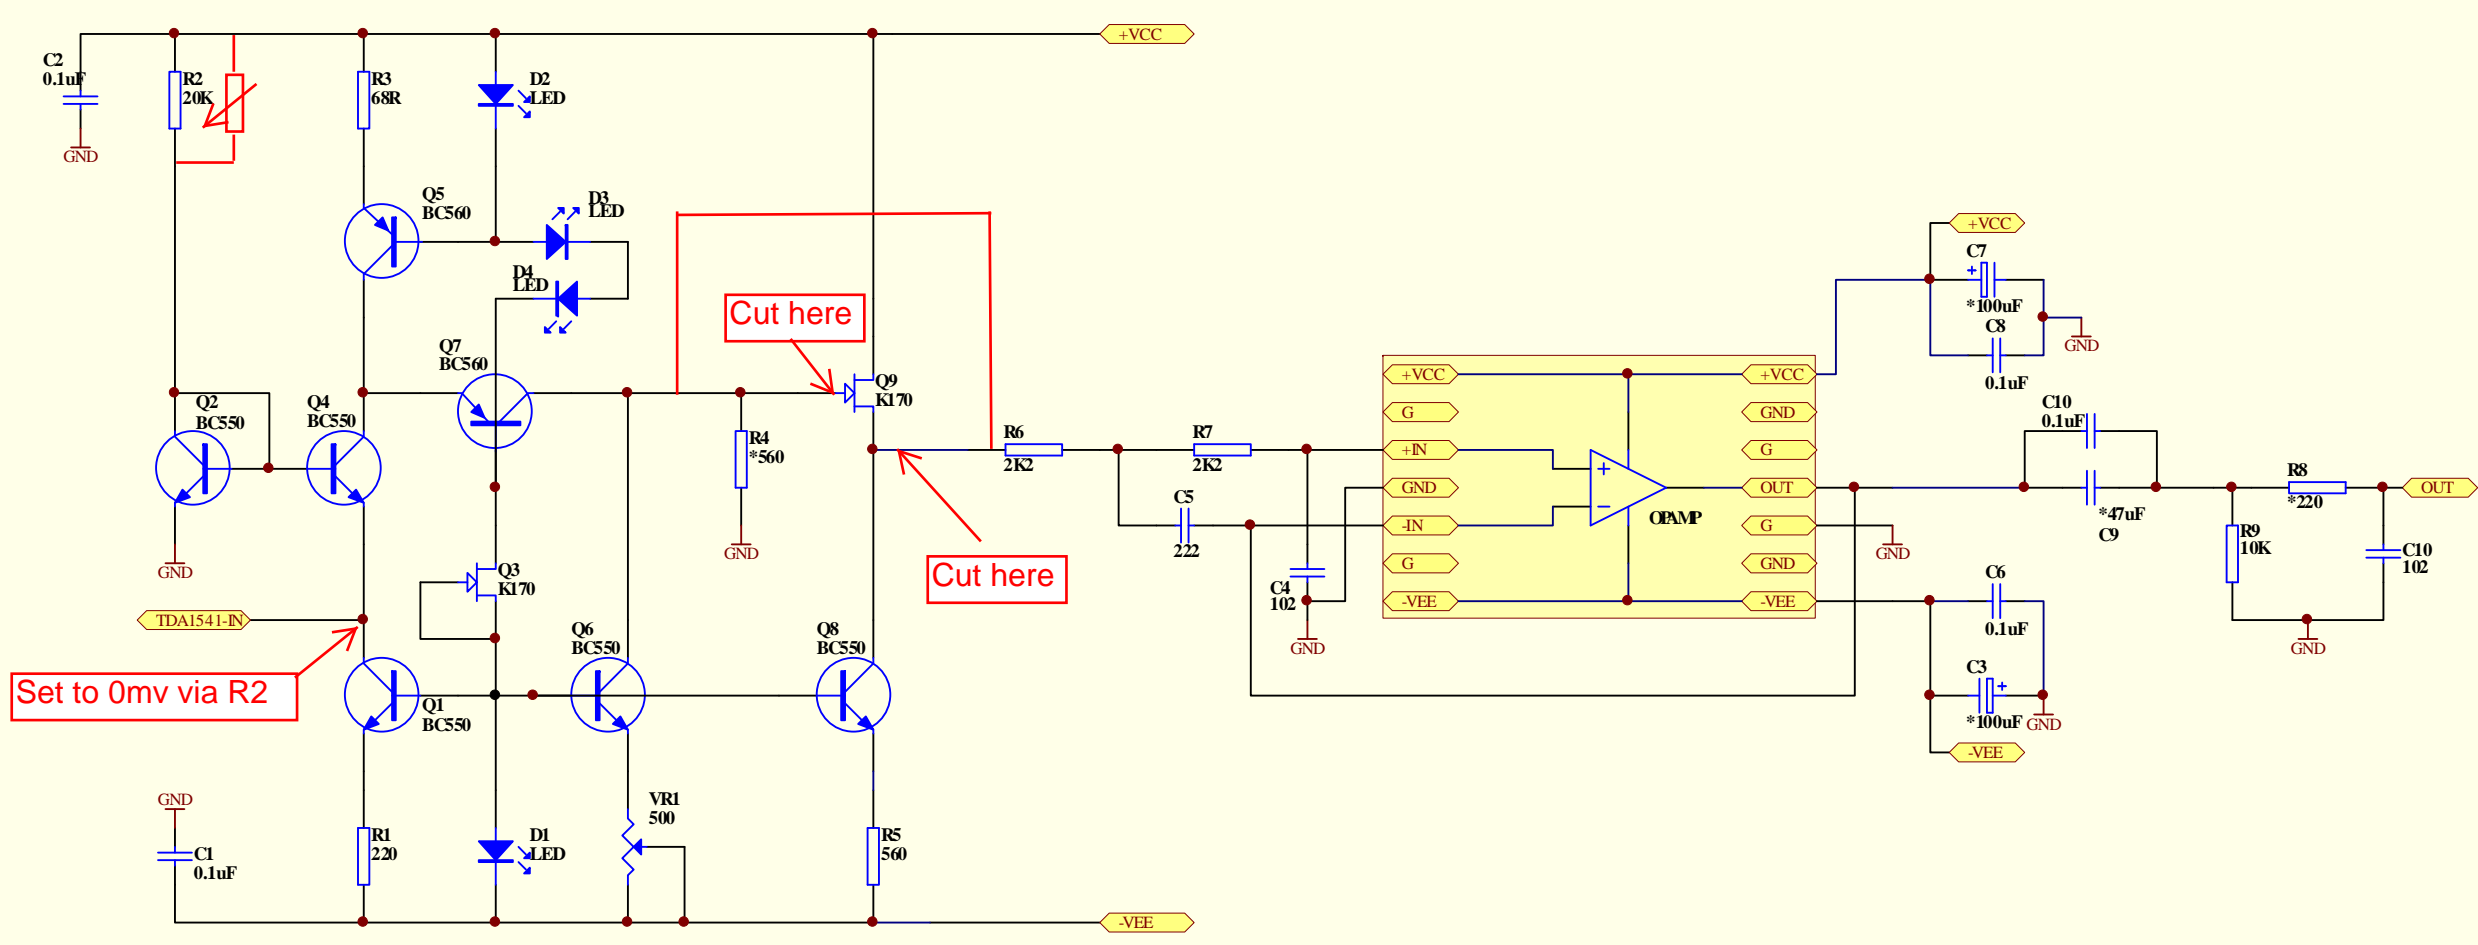 C2
0.1uF
GND
R2
20K
R3
68R
D2
LED
+VCC
Q5
BC560
D3
LED
D4
LED
Cut here
Q7
BC560
Q9
K170
Q2
BC550
Q4
BC550
R4
*560
GND
R6
2K2
R7
2K2
C5
222
C4
102
GND
Cut here
GND
Q3
K170
TDA1541-IN
Set to 0mv via R2
Q1
BC550
Q6
BC550
Q8
BC550
GND
C1
0.1uF
R1
220
D1
LED
VR1
500
R5
560
-VEE
+VCC
G
+IN
GND
-IN
G
-VEE
OPAMP
+VCC
GND
G
OUT
G
GND
-VEE
+VCC
C7
+
*100uF
C8
0.1uF
GND
C10
0.1uF
*47uF
C9
R8
*220
OUT
R9
10K
C10
102
GND
GND
C6
0.1uF
C3
+
*100uF
GND
-VEE